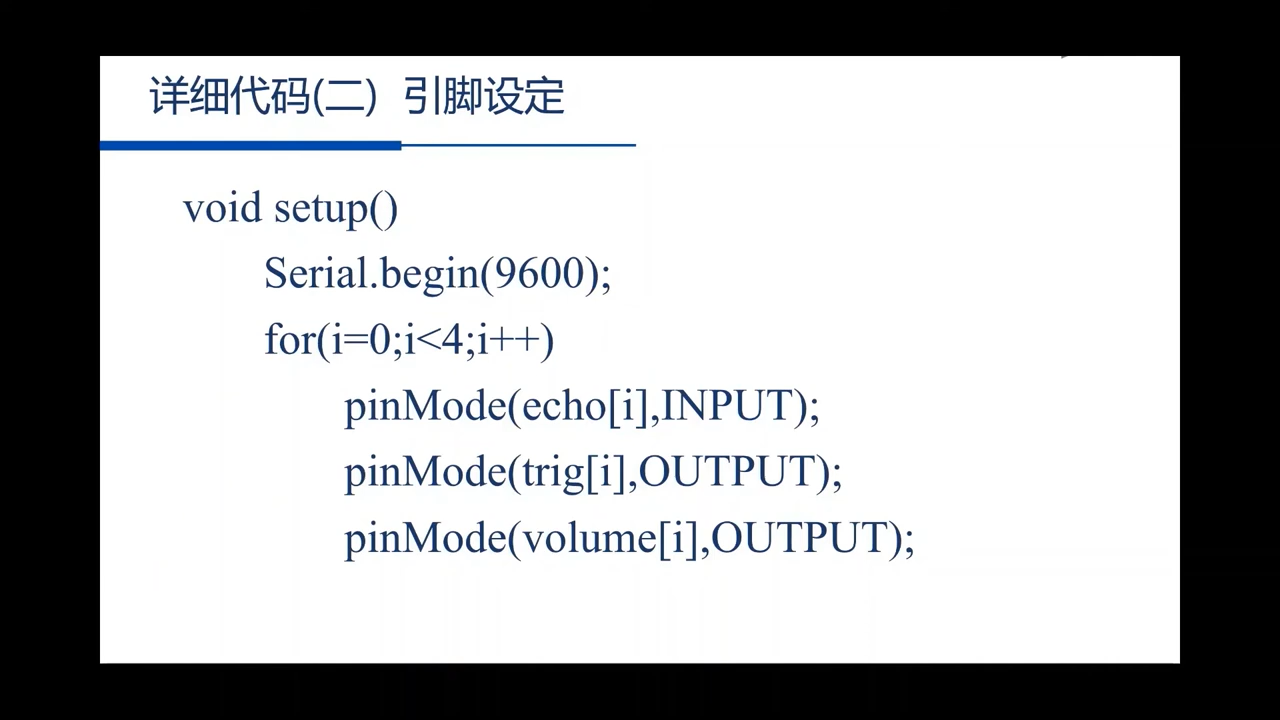 详细代码(二) 引脚设定
void setup()
Serial.begin(9600);
for(i=0;i<4;i++)
pinMode(echo[i],INPUT);
pinMode(trig[i],OUTPUT);
pinMode(volume[i],OUTPUT);